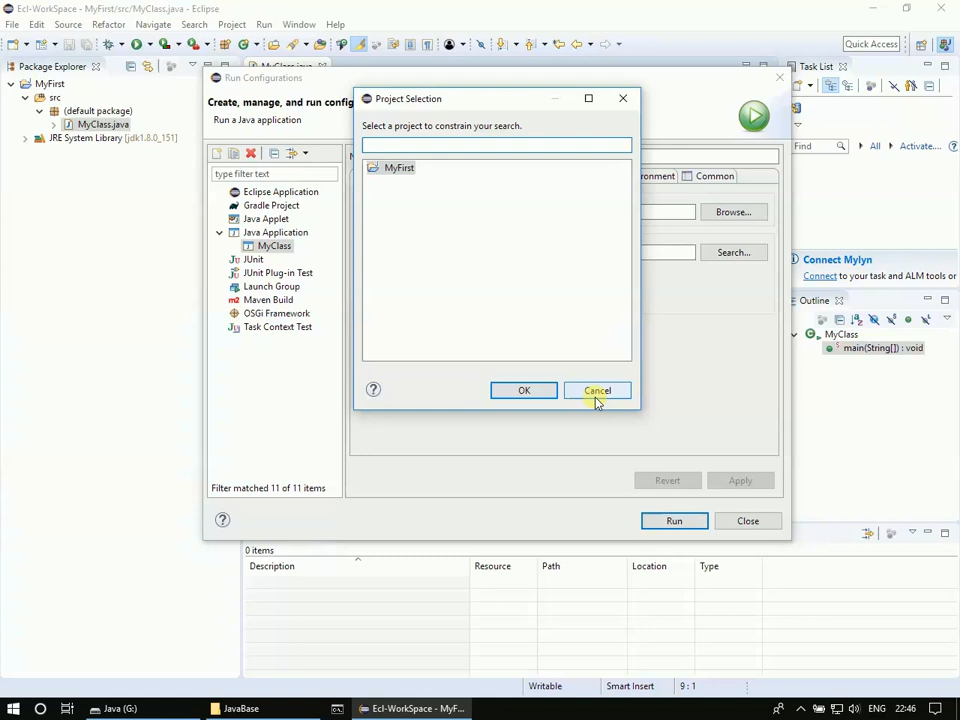 Ecl-WorkSpace - MyFirst/src/MyClass.java - Eclipse
File Edit Source Refactor Navigate Search Project Run Window Help
Quick Access
Package Explorer
MyFirst
src
(default package)
MyClass.java
JRE System Library [jdk1.8.0_151]
MyClass.java
Run Configurations
Create, manage, and run config
Run a Java application
type filter text
Eclipse Application
Gradle Project
Java Applet
Java Application
MyClass
JUnit
JUnit Plug-in Test
Launch Group
Maven Build
OSGi Framework
Task Context Test
Filter matched 11 of 11 items
Project Selection
Select a project to constrain your search.
MyFirst
OK Cancel
ronment Common
Browse...
Search...
Revert Apply
Run Close
Task List
Find All Activate...
Connect Mylyn
Connect to your task and ALM tools or
Outline
MyClass
main(String[]) : void
0 items
Description Resource Path Location Type
Writable Smart Insert 9 : 1
Java (G:) JavaBase Ecl-WorkSpace - MyF... ENG 22:46